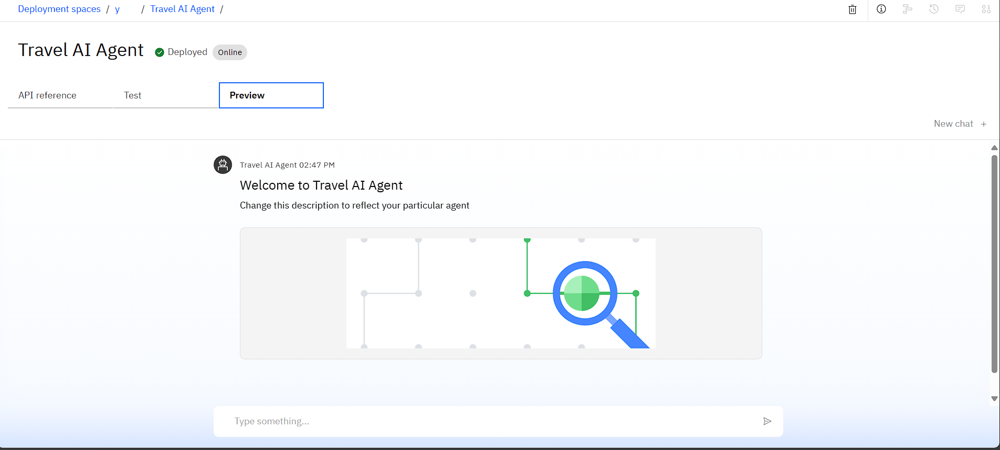 Deployment spaces / y / Travel AI Agent /
Travel AI Agent Deployed Online
API reference Test Preview
New chat +
Travel AI Agent 02:47 PM
Welcome to Travel AI Agent
Change this description to reflect your particular agent
Type something...